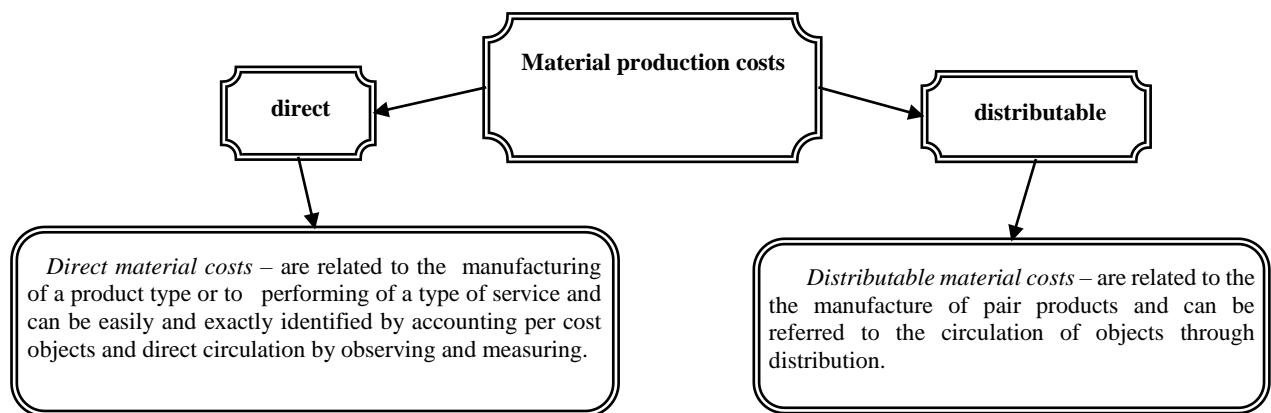 Material production costs
direct
distributable
Direct material costs – are related to the manufacturing
of a product type or to performing of a type of service and
can be easily and exactly identified by accounting per cost
objects and direct circulation by observing and measuring.
Distributable material costs – are related to the
the manufacture of pair products and can be
referred to the circulation of objects through
distribution.